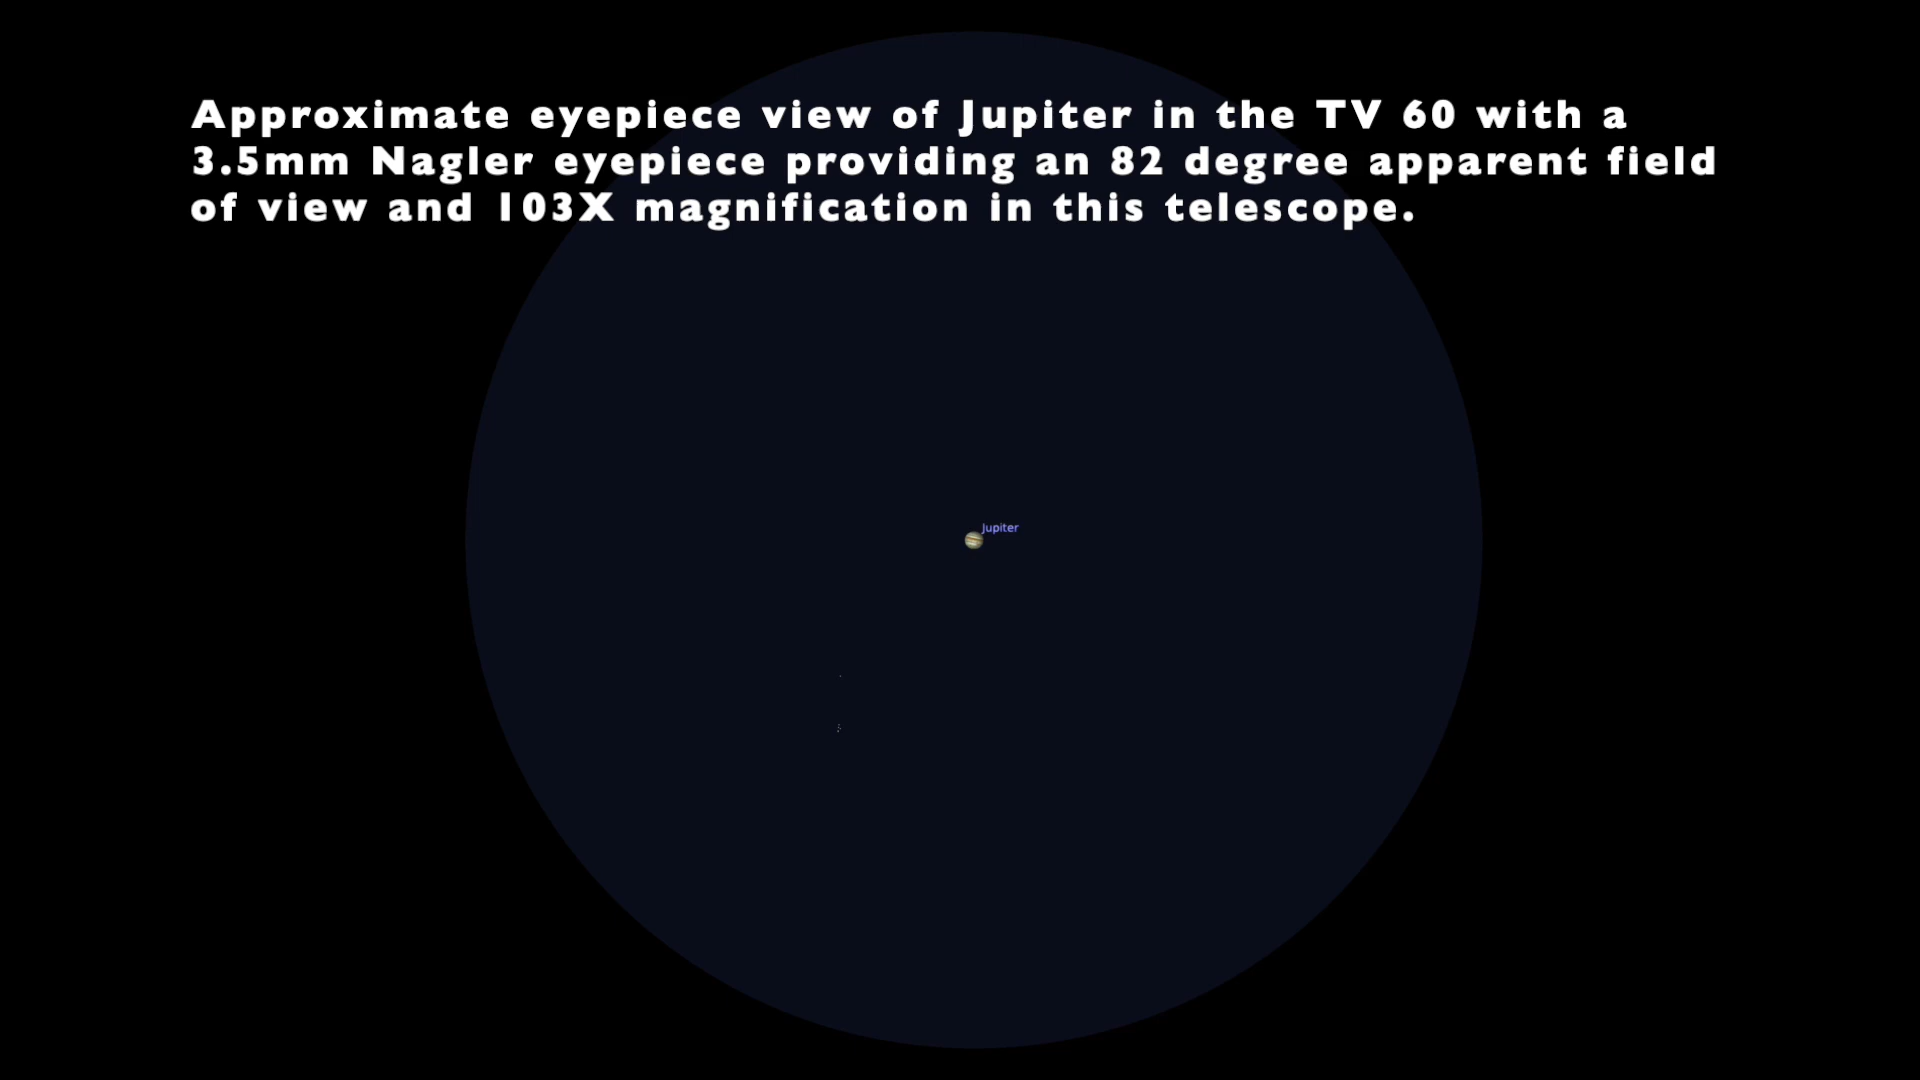 Approximate eyepiece view of Jupiter in the TV 60 with a
3.5mm Nagler eyepiece providing an 82 degree apparent field
of view and 103X magnification in this telescope.
Jupiter